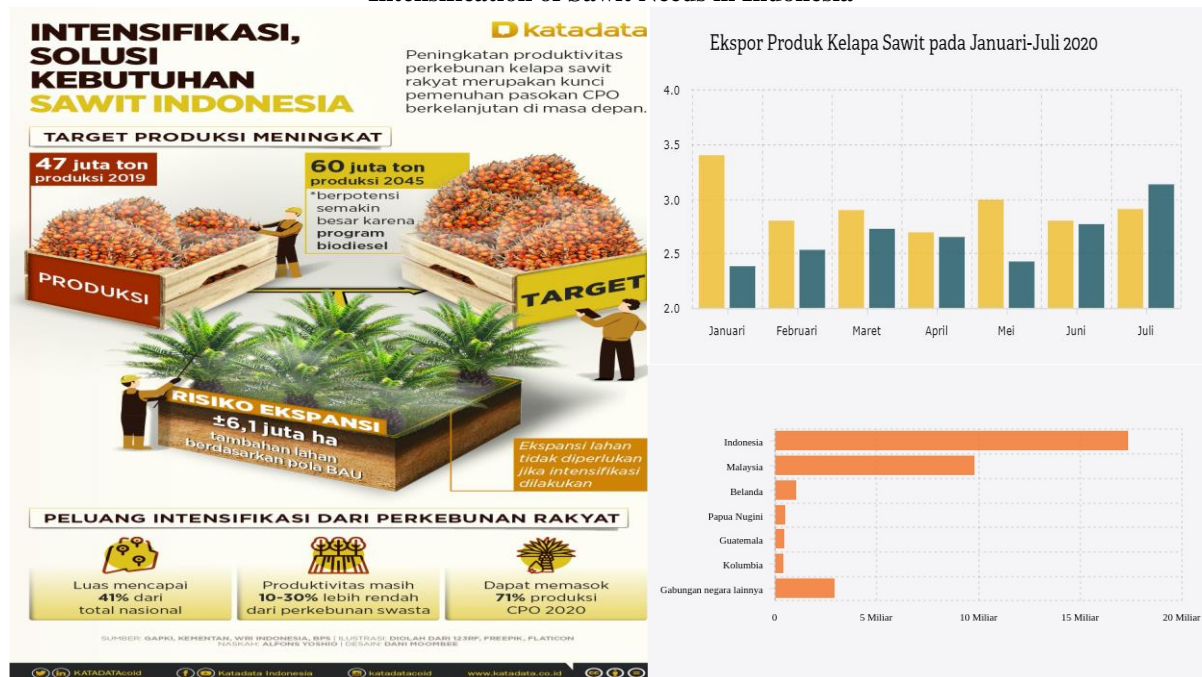 INTENSIFIKASI,
SOLUSI
KEBUTUHAN
SAWIT INDONESIA
katadata
Peningkatan produktivitas
perkebunan kelapa sawit
rakyat merupakan kunci
pemenuhan pasokan CPO
berkelanjutan di masa depan.
TARGET PRODUKSI MENINGKAT
47 juta ton
produksi 2019
60 juta ton
produksi 2045
*berpotensi
semakin
besar karena
program
biodiesel
PRODUKSI
TARGET
RISIKO EKSPANSI
±6,1 juta ha
tambahan lahan
berdasarkan pola BAU
Ekspansi lahan
tidak diperlukan
jika intensifikasi
dilakukan
PELUANG INTENSIFIKASI DARI PERKEBUNAN RAKYAT
Luas mencapai
41% dari
total nasional
Produktivitas masih
10-30% lebih rendah
dari perkebunan swasta
Dapat memasok
71% produksi
CPO 2020
SUMBER: GAPKI, KEMENTAN, WRI INDONESIA, BPS | ILUSTRASI: DIOLAH DARI 123RF, FREEPIK, FLATICON
NASKAH: ALFONS YOSHIO | DESAIN: DANI MOOMBEE
KATADATAcoid
Katadata Indonesia
katadatacoid
www.katadata.co.id
Ekspor Produk Kelapa Sawit pada Januari-Juli 2020
4.0
3.5
3.0
2.5
2.0
Januari Februari Maret April Mei Juni Juli
Indonesia
Malaysia
Belanda
Papua Nugini
Guatemala
Kolumbia
Gabungan negara lainnya
0 5 Miliar 10 Miliar 15 Miliar 20 Miliar